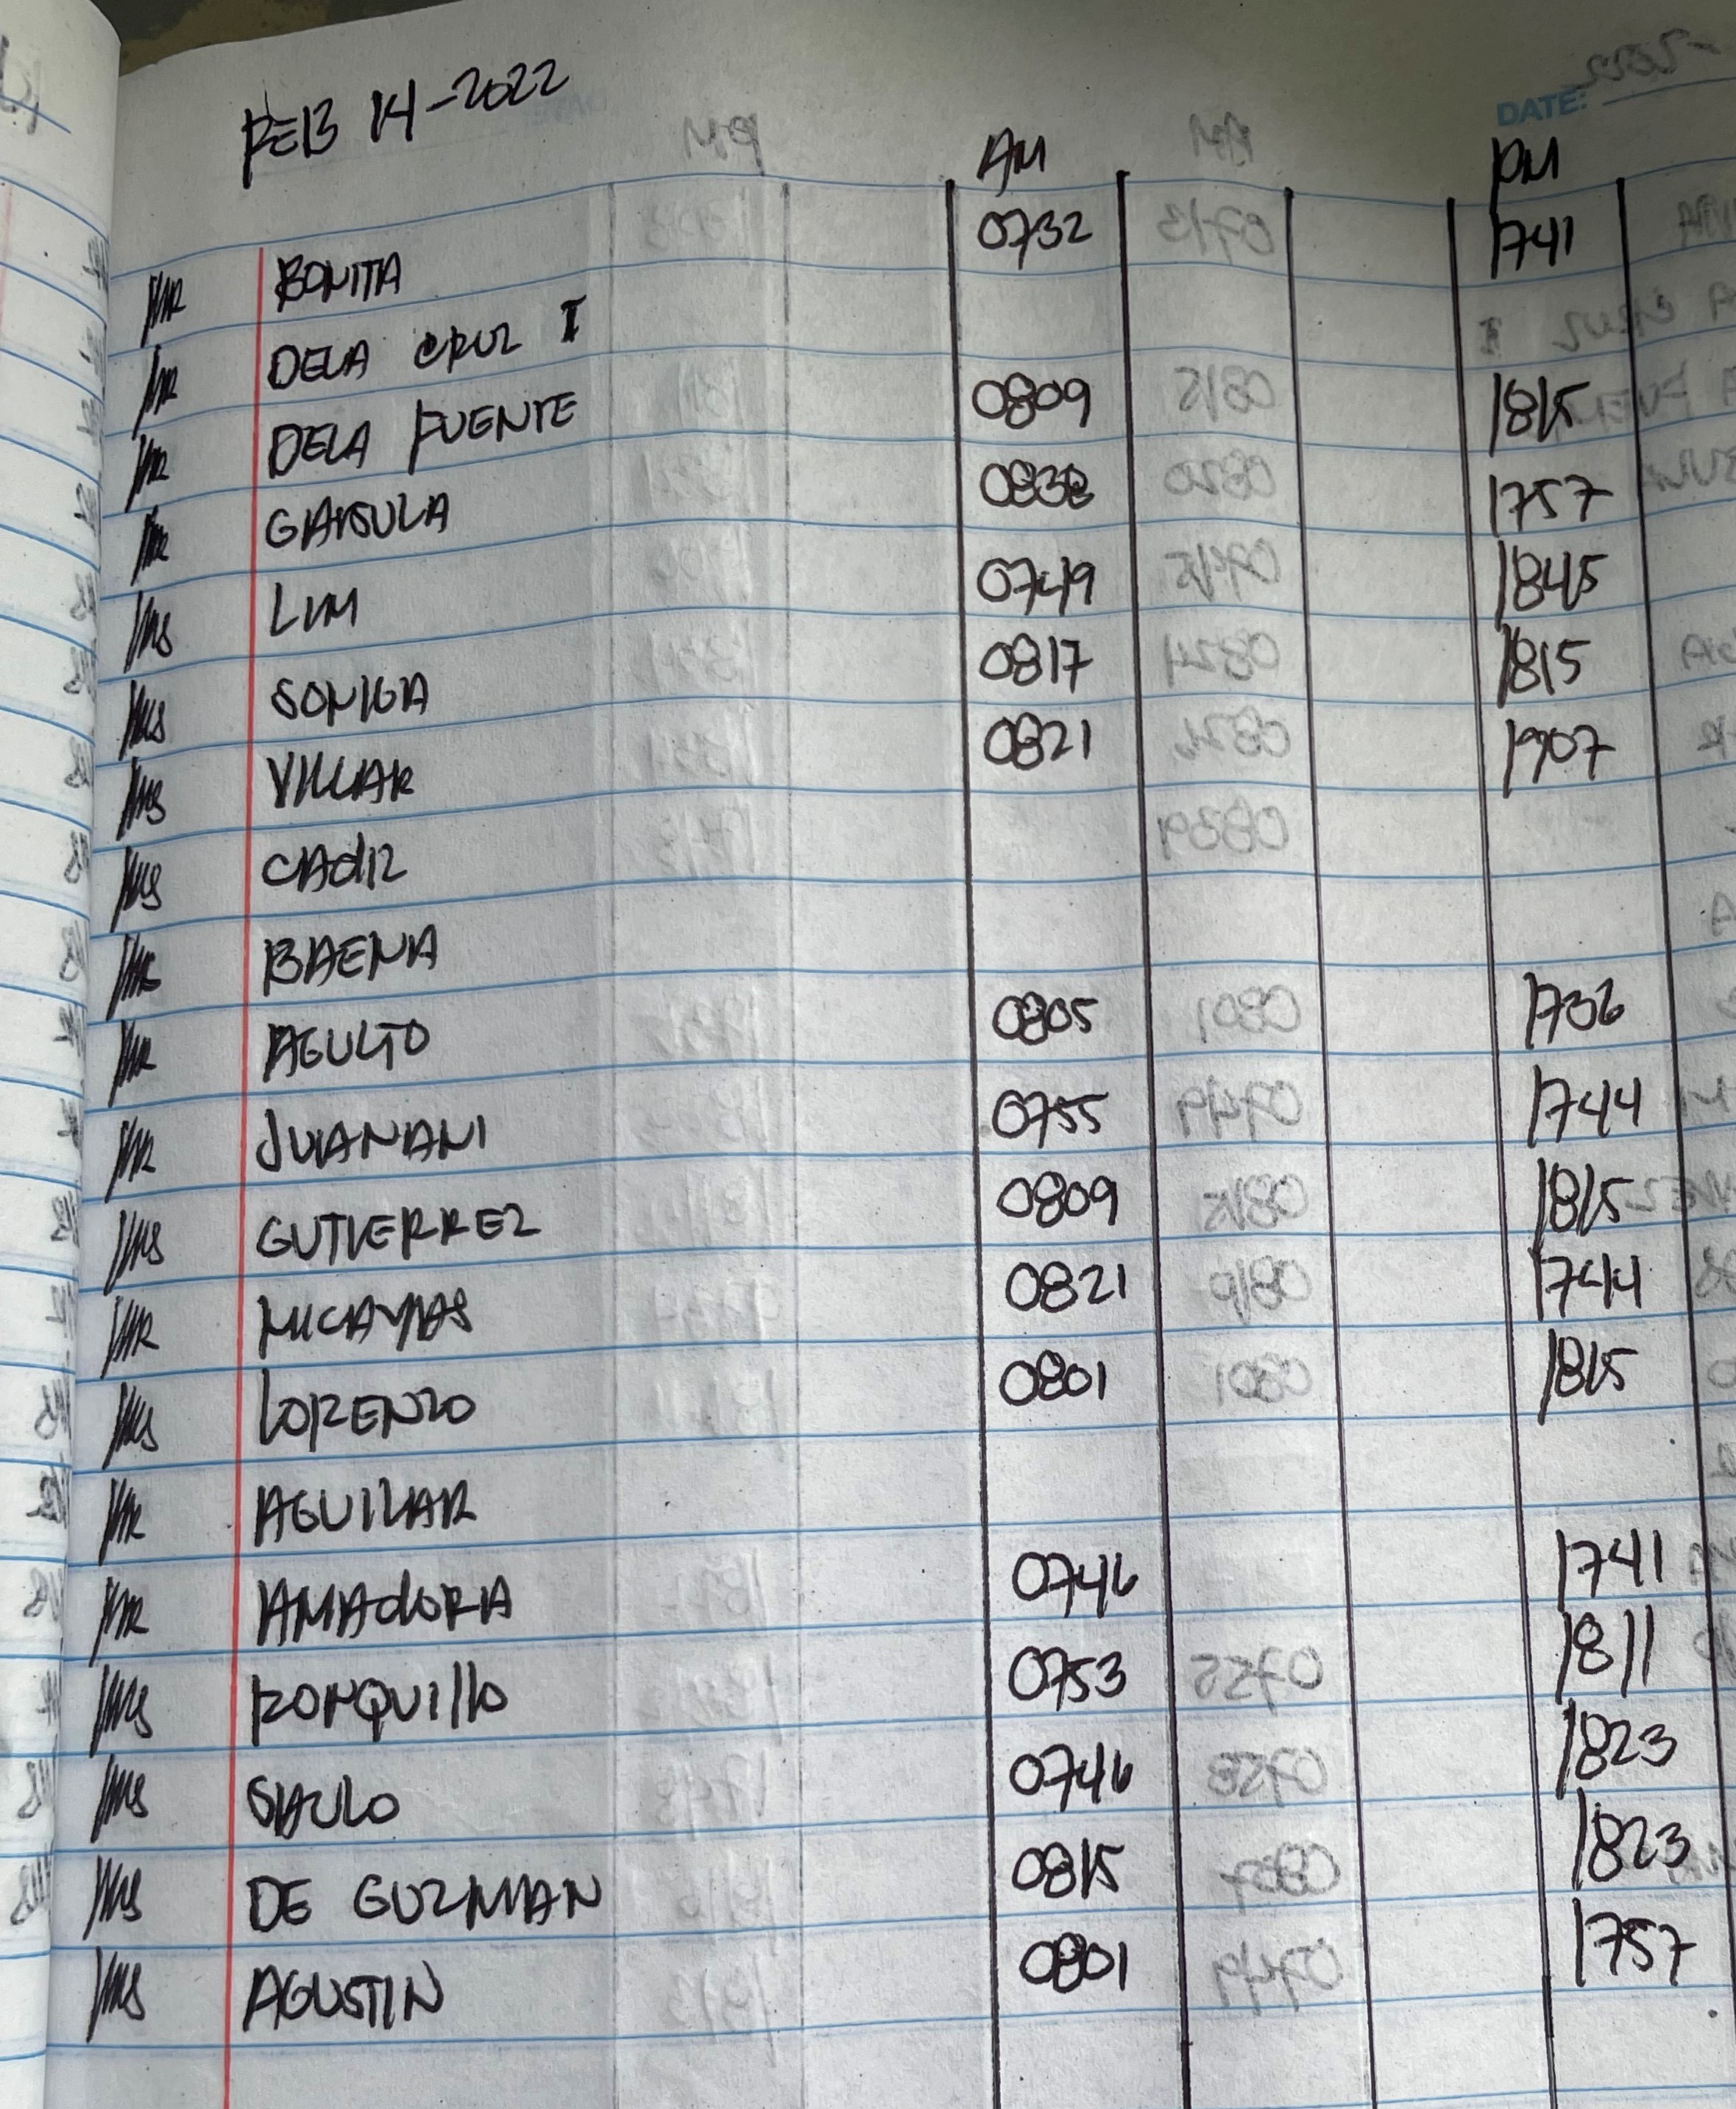 FEB 14-2022
DATE:
AM PM
MR BONITA 0732 1741
MR DELA CRUZ I
MR DELA FUENTE 0809 1815
MR GARSULA 0838 1757
MS LIM 0749 1845
MS SONIGA 0817 1815
MS VILLAR 0821 1907
MS CADIZ
MR BAENA
MR AGULTO 0805 1736
MR JUANANI 0755 1744
MS GUTIERREZ 0809 1815
MR MICAYAS 0821 1744
MS LORENZO 0801 1815
MR AGUILAR
MR AMADORA 0746 1741
MS RONQUILLO 0753 1811
MS SAULO 0746 1823
MS DE GUZMAN 0815 1823
MS AGUSTIN 0801 1757